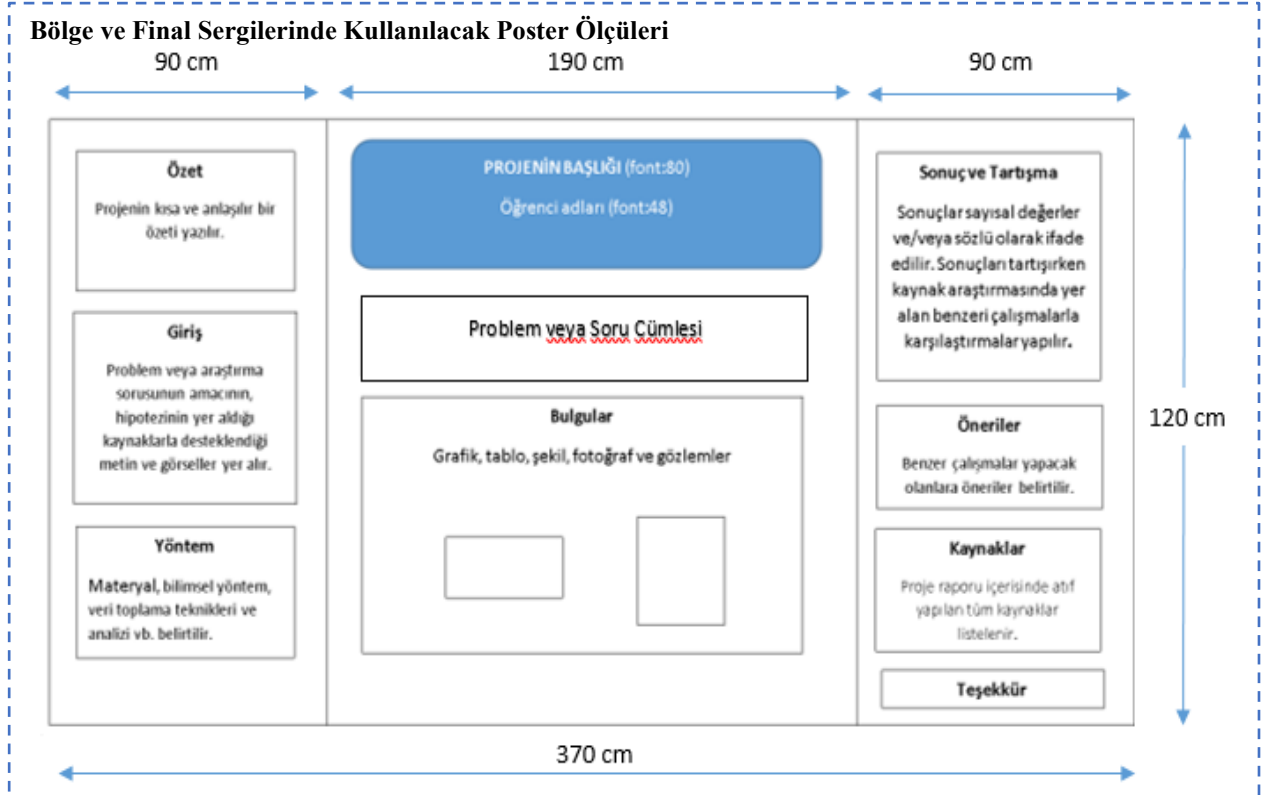 Bölge ve Final Sergilerinde Kullanılacak Poster Ölçüleri
90 cm
190 cm
90 cm
Özet
Projenin kısa ve anlaşılır bir
özeti yazılır.
Giriş
Problem veya araştırma
sorusunun amacının,
hipotezinin yer aldığı
kaynaklarla desteklendiği
metin ve görseller yer alır.
Yöntem
Materyal, bilimsel yöntem,
veri toplama teknikleri ve
analizi vb. belirtilir.
PROJENİN BAŞLIĞI (font:80)
Öğrenci adları (font:48)
Problem veya Soru Cümlesi
Bulgular
Grafik, tablo, şekil, fotoğraf ve gözlemler
Sonuç ve Tartışma
Sonuçlar sayısal değerler
ve/veya sözlü olarak ifade
edilir. Sonuçları tartışırken
kaynak araştırmasında yer
alan benzeri çalışmalarla
karşılaştırmalar yapılır.
Öneriler
Benzer çalışmalar yapacak
olanlara öneriler belirtilir.
Kaynaklar
Proje raporu içerisinde atıf
yapılan tüm kaynaklar
listelenir.
Teşekkür
120 cm
370 cm